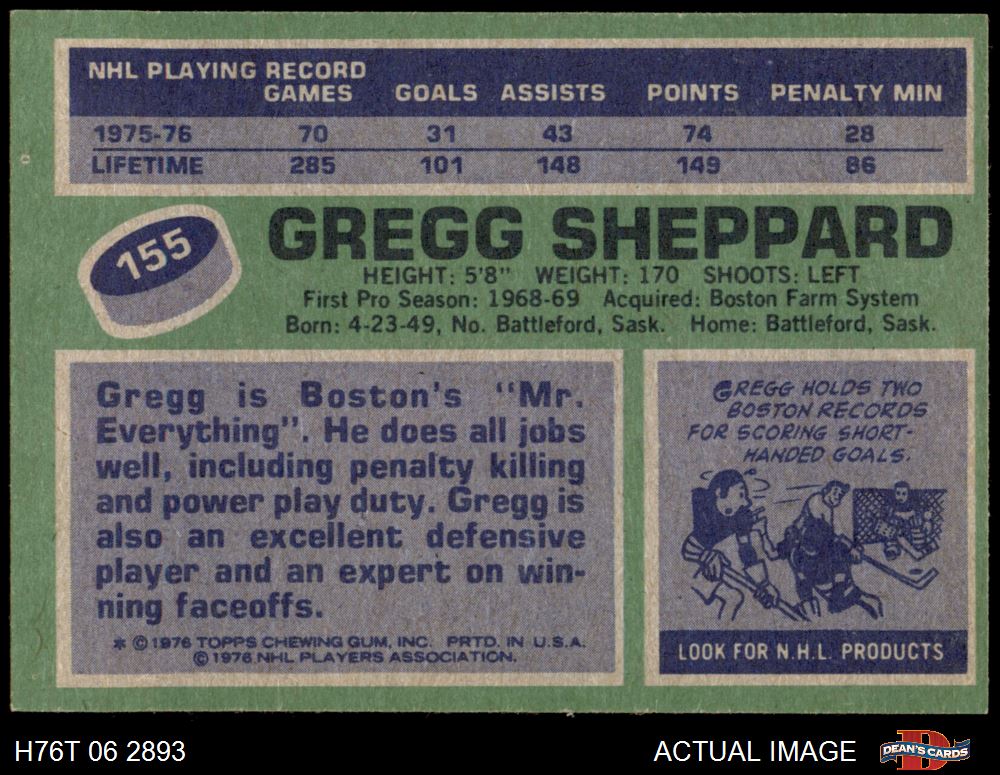 NHL PLAYING RECORD
GAMES GOALS ASSISTS POINTS PENALTY MIN
1975-76 70 31 43 74 28
LIFETIME 285 101 148 149 86
155
GREGG SHEPPARD
HEIGHT: 5'8" WEIGHT: 170 SHOOTS: LEFT
First Pro Season: 1968-69 Acquired: Boston Farm System
Born: 4-23-49, No. Battleford, Sask. Home: Battleford, Sask.
Gregg is Boston's "Mr.
Everything". He does all jobs
well, including penalty killing
and power play duty. Gregg is
also an excellent defensive
player and an expert on win-
ning faceoffs.
* © 1976 TOPPS CHEWING GUM, INC. PRTD. IN U.S.A.
© 1976 NHL PLAYERS ASSOCIATION.
GREGG HOLDS TWO
BOSTON RECORDS
FOR SCORING SHORT-
HANDED GOALS.
LOOK FOR N.H.L. PRODUCTS
H76T 06 2893
ACTUAL IMAGE
D
DEAN'S CARDS